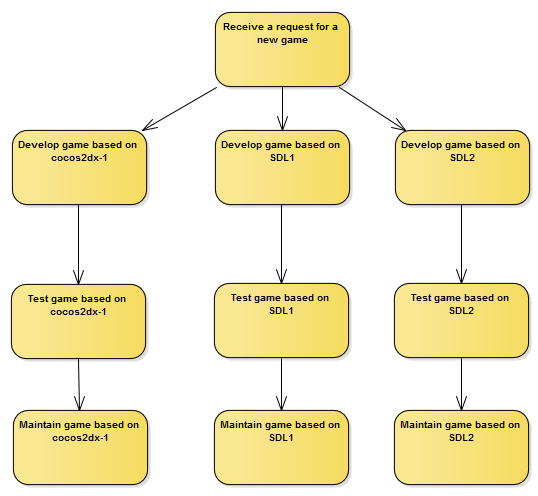 Receive a request for a
new game
Develop game based on
cocos2dx-1
Develop game based on
SDL1
Develop game based on
SDL2
Test game based on
cocos2dx-1
Test game based on
SDL1
Test game based on
SDL2
Maintain game based on
cocos2dx-1
Maintain game based on
SDL1
Maintain game based on
SDL2